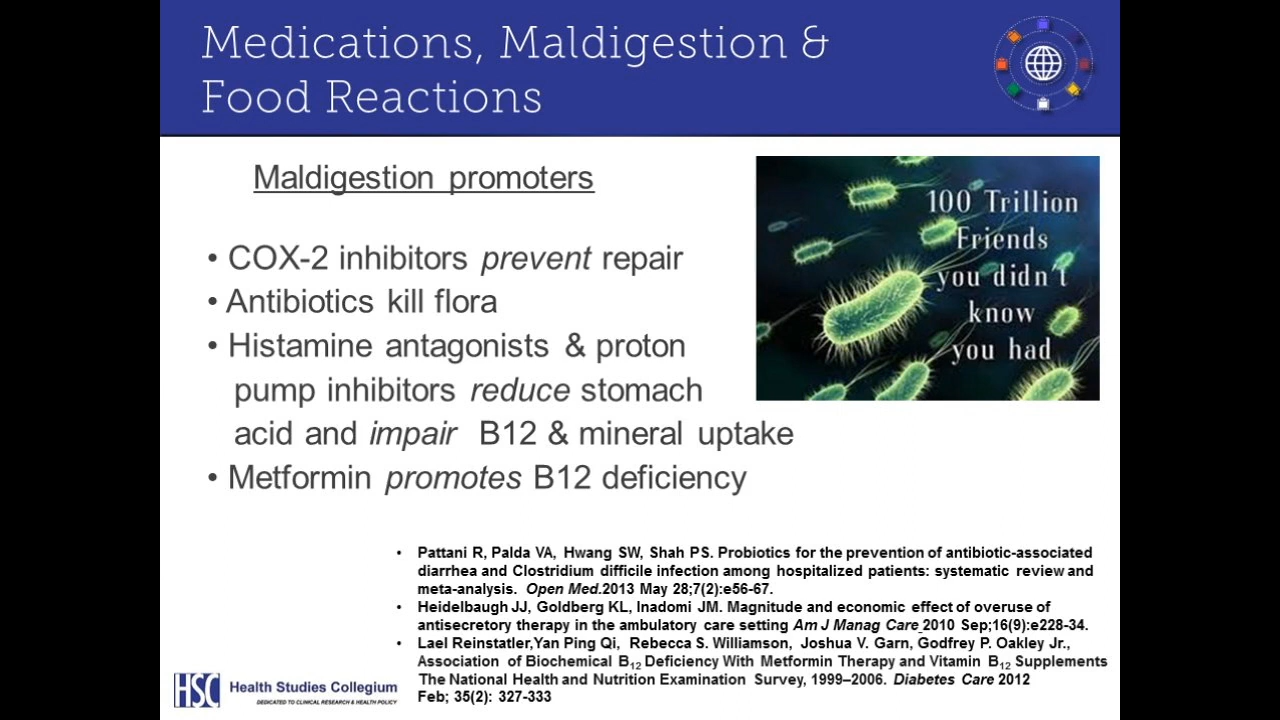 Medications, Maldigestion &
Food Reactions
Maldigestion promoters
• COX-2 inhibitors prevent repair
• Antibiotics kill flora
• Histamine antagonists & proton
pump inhibitors reduce stomach
acid and impair B12 & mineral uptake
• Metformin promotes B12 deficiency
100 Trillion
Friends
you didn't
know
you had
• Pattani R, Palda VA, Hwang SW, Shah PS. Probiotics for the prevention of antibiotic-associated
diarrhea and Clostridium difficile infection among hospitalized patients: systematic review and
meta-analysis. Open Med.2013 May 28;7(2):e56-67.
• Heidelbaugh JJ, Goldberg KL, Inadomi JM. Magnitude and economic effect of overuse of
antisecretory therapy in the ambulatory care setting Am J Manag Care 2010 Sep;16(9):e228-34.
• Lael Reinstatler,Yan Ping Qi, Rebecca S. Williamson, Joshua V. Garn, Godfrey P. Oakley Jr.,
Association of Biochemical B12 Deficiency With Metformin Therapy and Vitamin B12 Supplements
The National Health and Nutrition Examination Survey, 1999–2006. Diabetes Care 2012
Feb; 35(2): 327-333
HSC Health Studies Collegium
DEDICATED TO CLINICAL RESEARCH & HEALTH POLICY